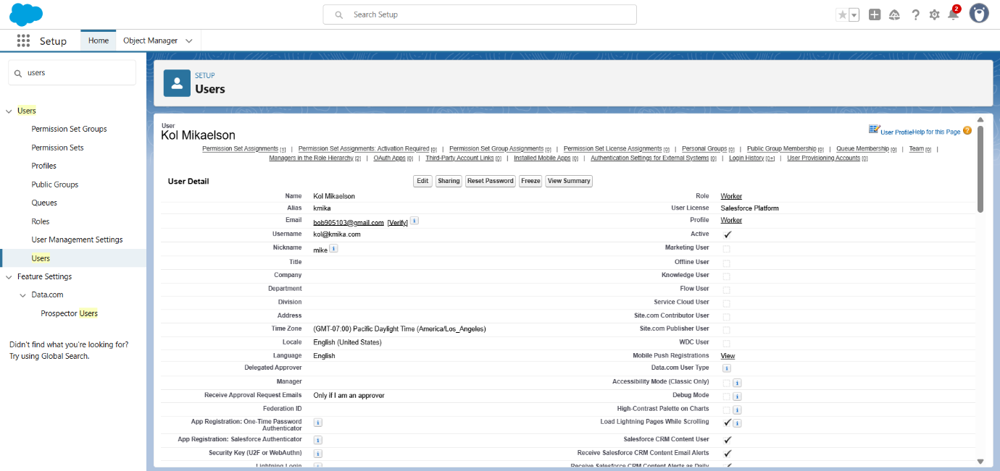 Search Setup
2
Setup
Home
Object Manager
users
Users
Permission Set Groups
Permission Sets
Profiles
Public Groups
Queues
Roles
User Management Settings
Users
Feature Settings
Data.com
Prospector Users
Didn't find what you're looking for?
Try using Global Search.
SETUP
Users
User
Kol Mikaelson
User Profile Help for this Page
Permission Set Assignments [1] | Permission Set Assignments: Activation Required [0] | Permission Set Group Assignments [0] | Permission Set License Assignments [0] | Personal Groups [0] | Public Group Membership [0] | Queue Membership [0] | Team [0] |
Managers in the Role Hierarchy [2] | OAuth Apps [0] | Third-Party Account Links [0] | Installed Mobile Apps [0] | Authentication Settings for External Systems [0] | Login History [0+] | User Provisioning Accounts [0]
User Detail
Edit Sharing Reset Password Freeze View Summary
Name Kol Mikaelson Role Worker
Alias kmika User License Salesforce Platform
Email bob905103@gmail.com [Verify] Profile Worker
Username kol@kmika.com Active
Nickname mike Marketing User
Title Offline User
Company Knowledge User
Department Flow User
Division Service Cloud User
Address Site.com Contributor User
Time Zone (GMT-07:00) Pacific Daylight Time (America/Los_Angeles) Site.com Publisher User
Locale English (United States) WDC User
Language English Mobile Push Registrations View
Delegated Approver Data.com User Type
Manager Accessibility Mode (Classic Only)
Receive Approval Request Emails Only if I am an approver Debug Mode
Federation ID High-Contrast Palette on Charts
App Registration: One-Time Password Load Lightning Pages While Scrolling
Authenticator
App Registration: Salesforce Authenticator Salesforce CRM Content User
Security Key (U2F or WebAuthn) Receive Salesforce CRM Content Email Alerts
Lightning Login Receive Salesforce CRM Content Alerts as Daily